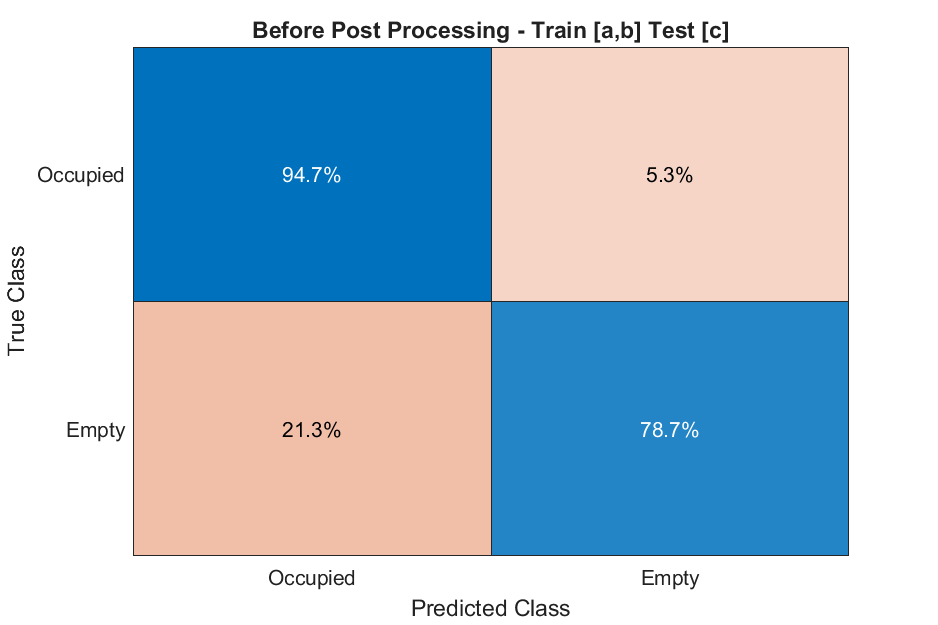 Before Post Processing - Train [a,b] Test [c]
True Class
Occupied
94.7%
5.3%
Empty
21.3%
78.7%
Occupied
Empty
Predicted Class